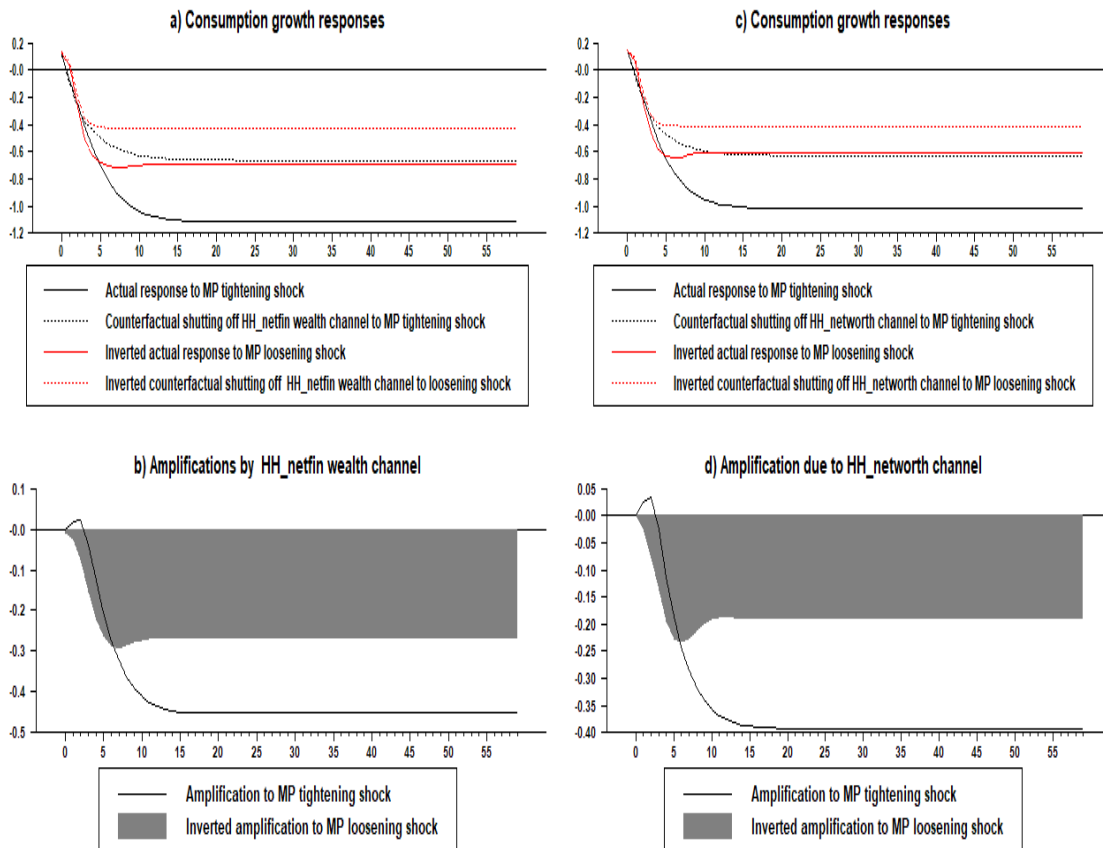 a) Consumption growth responses
0.2
-0.0
-0.2
-0.4
-0.6
-0.8
-1.0
-1.2
0 5 10 15 20 25 30 35 40 45 50 55
Actual response to MP tightening shock
Counterfactual shutting off HH_netfin wealth channel to MP tightening shock
Inverted actual response to MP loosening shock
Inverted counterfactual shutting off HH_netfin wealth channel to loosening shock
c) Consumption growth responses
0.2
-0.0
-0.2
-0.4
-0.6
-0.8
-1.0
-1.2
0 5 10 15 20 25 30 35 40 45 50 55
Actual response to MP tightening shock
Counterfactual shutting off HH_networth channel to MP tightening shock
Inverted actual response to MP loosening shock
Inverted counterfactual shutting off HH_networth channel to MP loosening shock
b) Amplifications by HH_netfin wealth channel
0.1
-0.0
-0.1
-0.2
-0.3
-0.4
-0.5
0 5 10 15 20 25 30 35 40 45 50 55
Amplification to MP tightening shock
Inverted amplification to MP loosening shock
d) Amplification due to HH_networth channel
0.05
-0.00
-0.05
-0.10
-0.15
-0.20
-0.25
-0.30
-0.35
-0.40
0 5 10 15 20 25 30 35 40 45 50 55
Amplification to MP tightening shock
Inverted amplification to MP loosening shock